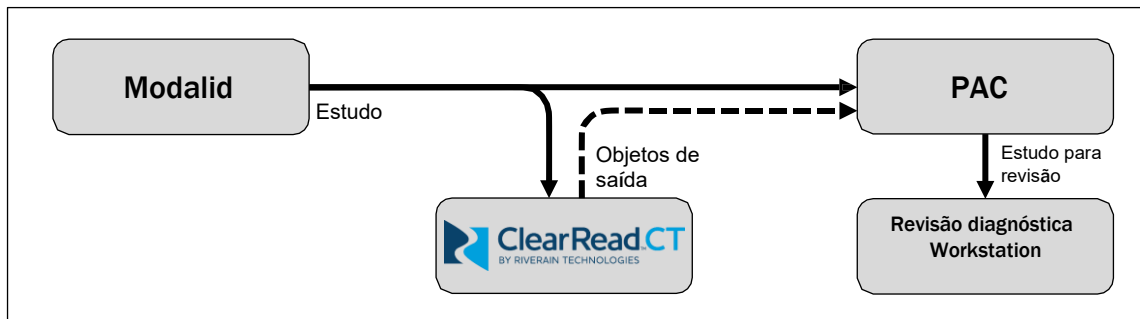 Modalid
PAC
Estudo
Objetos de
saída
Estudo para
revisão
ClearRead CT
BY RIVERAIN TECHNOLOGIES
Revisão diagnóstica
Workstation